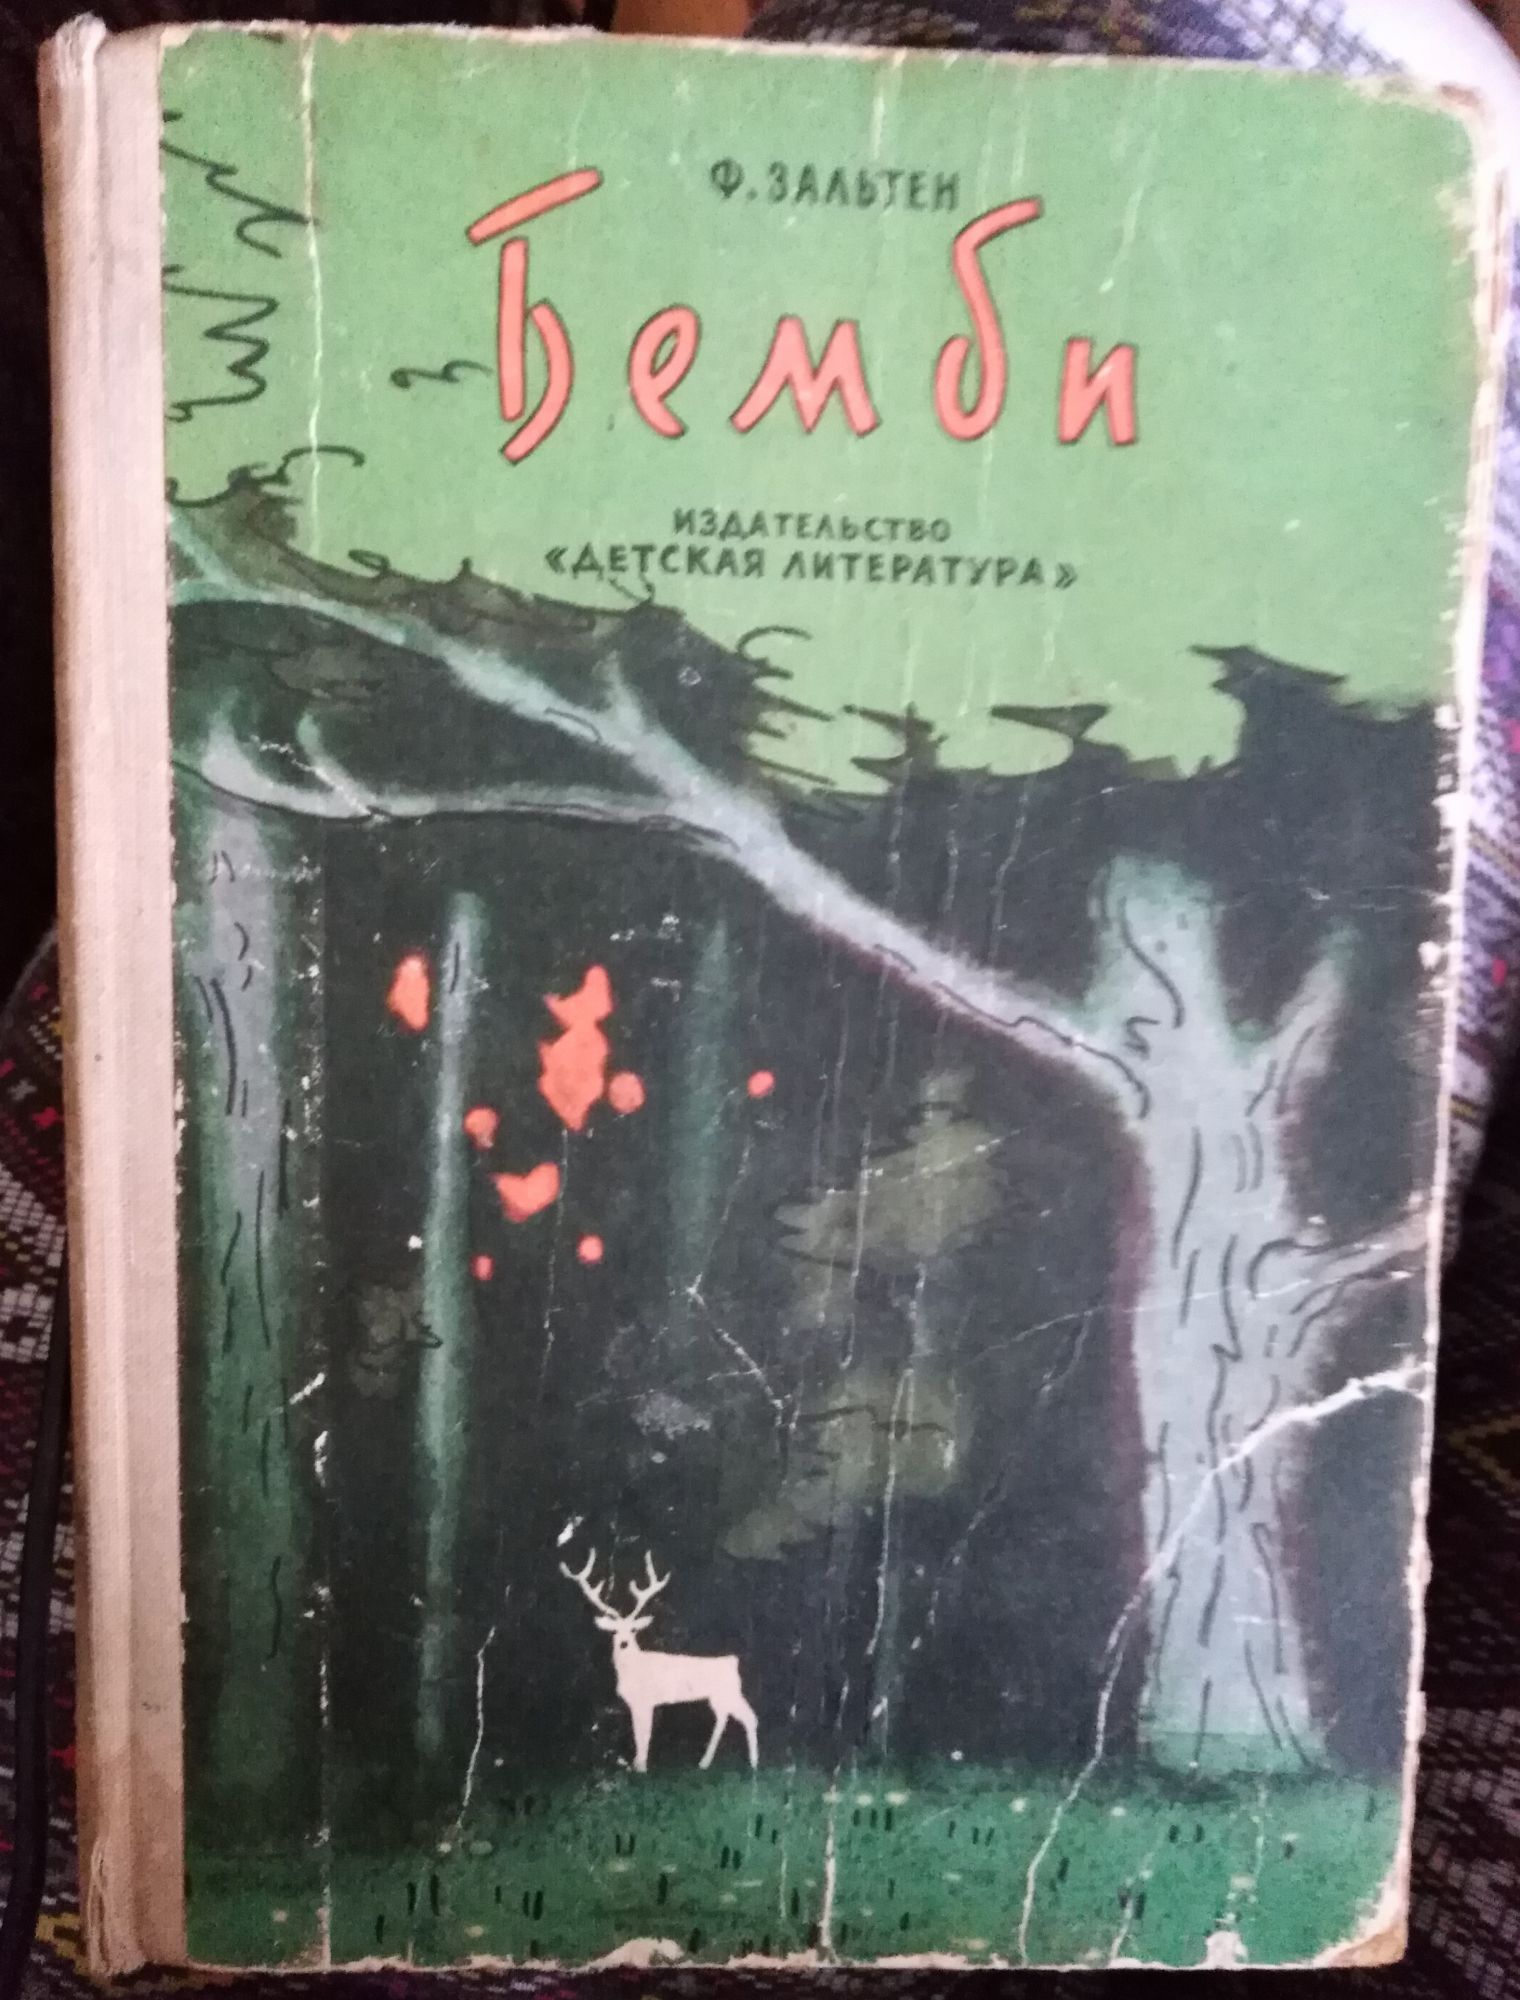 Ф. ЗАЛЬТЕН
Бемби
ИЗДАТЕЛЬСТВО
«ДЕТСКАЯ ЛИТЕРАТУРА»